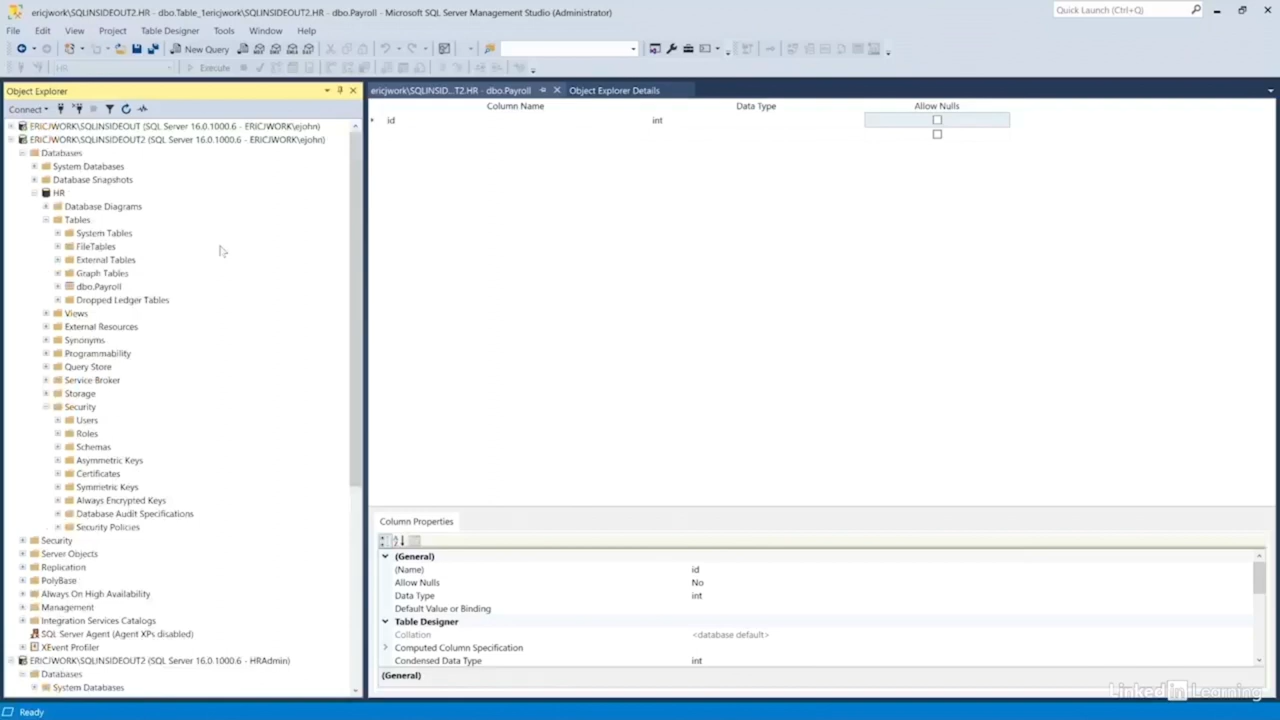 ericjwork\SQLINSIDEOUT2.HR - dbo.Table_1ericjwork\SQLINSIDEOUT2.HR - dbo.Payroll - Microsoft SQL Server Management Studio (Administrator)
Quick Launch (Ctrl+Q)
File Edit View Project Table Designer Tools Window Help
New Query
HR
Execute
Object Explorer
Connect
ERICJWORK\SQLINSIDEOUT (SQL Server 16.0.1000.6 - ERICJWORK\ejohn)
ERICJWORK\SQLINSIDEOUT2 (SQL Server 16.0.1000.6 - ERICJWORK\ejohn)
Databases
System Databases
Database Snapshots
HR
Database Diagrams
Tables
System Tables
FileTables
External Tables
Graph Tables
dbo.Payroll
Dropped Ledger Tables
Views
External Resources
Synonyms
Programmability
Query Store
Service Broker
Storage
Security
Users
Roles
Schemas
Asymmetric Keys
Certificates
Symmetric Keys
Always Encrypted Keys
Database Audit Specifications
Security Policies
Security
Server Objects
Replication
PolyBase
Always On High Availability
Management
Integration Services Catalogs
SQL Server Agent (Agent XPs disabled)
XEvent Profiler
ERICJWORK\SQLINSIDEOUT2 (SQL Server 16.0.1000.6 - HRAdmin)
Databases
System Databases
ericjwork\SQLINSID...T2.HR - dbo.Payroll
Object Explorer Details
Column Name Data Type Allow Nulls
id int
Column Properties
(General)
(Name) id
Allow Nulls No
Data Type int
Default Value or Binding
Table Designer
Collation <database default>
Computed Column Specification
Condensed Data Type int
(General)
Linked in Learning
Ready